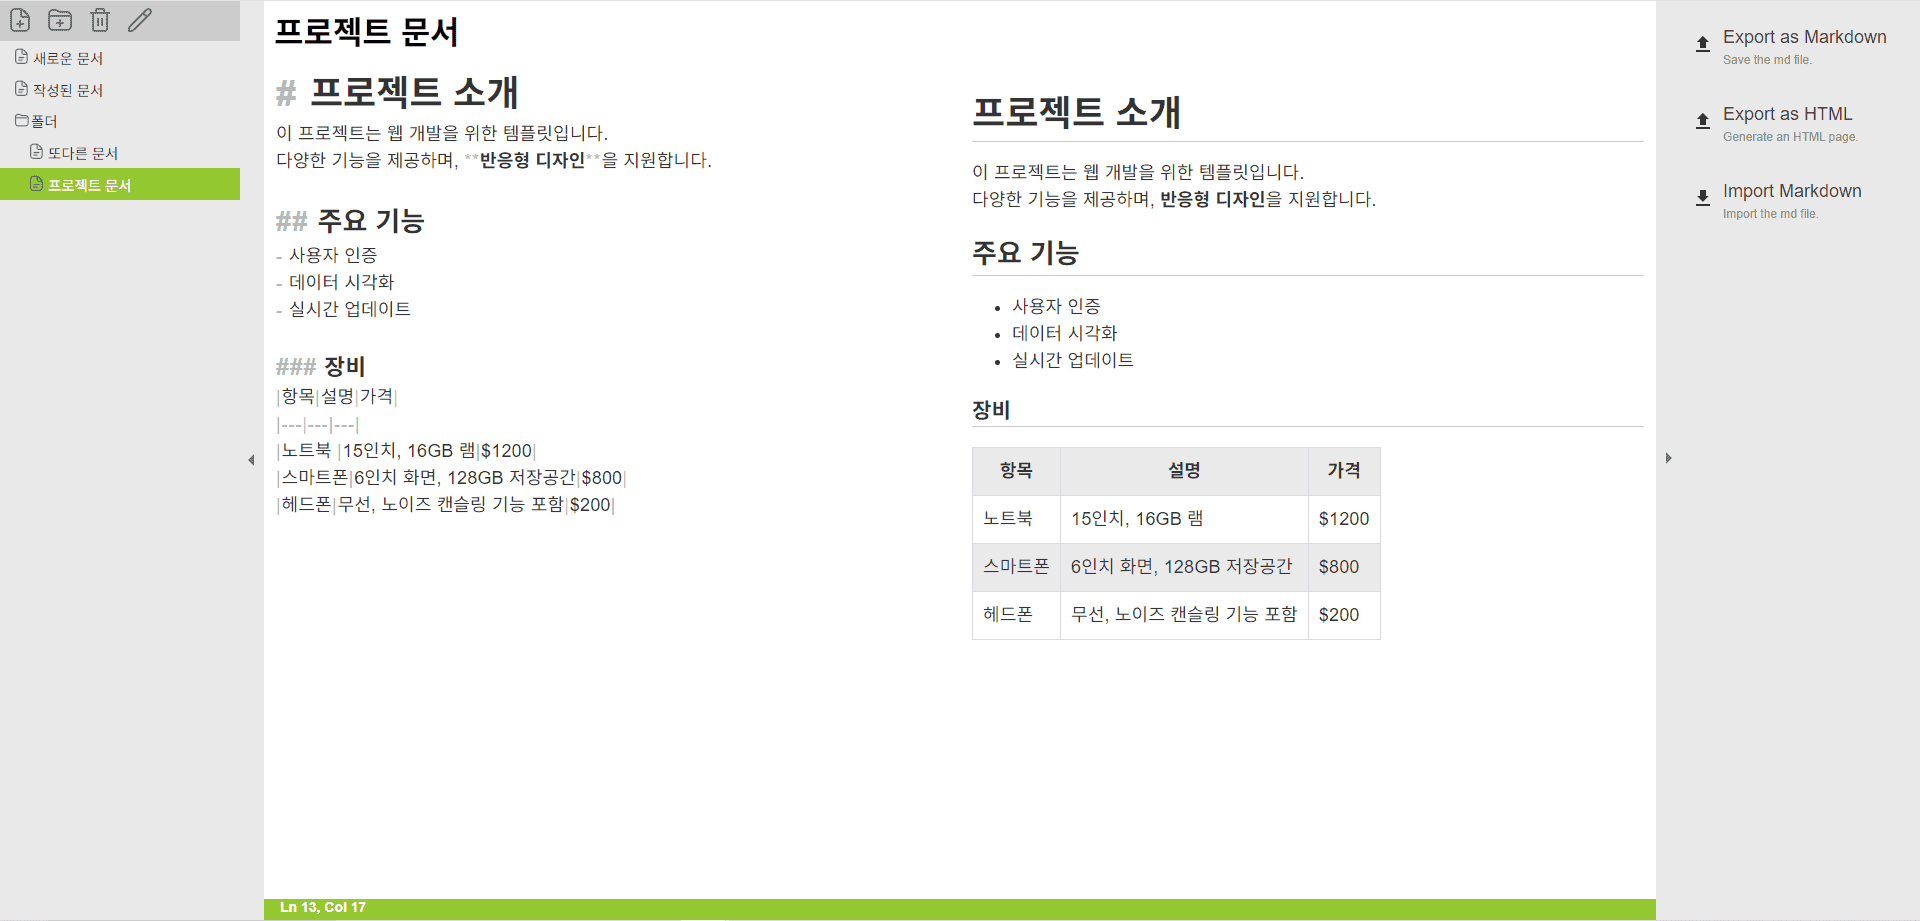 새로운 문서
작성된 문서
폴더
또다른 문서
프로젝트 문서
프로젝트 문서
# 프로젝트 소개
이 프로젝트는 웹 개발을 위한 템플릿입니다.
다양한 기능을 제공하며, **반응형 디자인**을 지원합니다.
## 주요 기능
- 사용자 인증
- 데이터 시각화
- 실시간 업데이트
### 장비
|항목|설명|가격|
|---|---|---|
|노트북 |15인치, 16GB 램|$1200|
|스마트폰|6인치 화면, 128GB 저장공간|$800|
|헤드폰|무선, 노이즈 캔슬링 기능 포함|$200|
프로젝트 소개
이 프로젝트는 웹 개발을 위한 템플릿입니다.
다양한 기능을 제공하며, 반응형 디자인을 지원합니다.
주요 기능
• 사용자 인증
• 데이터 시각화
• 실시간 업데이트
장비
항목 설명 가격
노트북 15인치, 16GB 램 $1200
스마트폰 6인치 화면, 128GB 저장공간 $800
헤드폰 무선, 노이즈 캔슬링 기능 포함 $200
Export as Markdown
Save the md file.
Export as HTML
Generate an HTML page.
Import Markdown
Import the md file.
Ln 13, Col 17